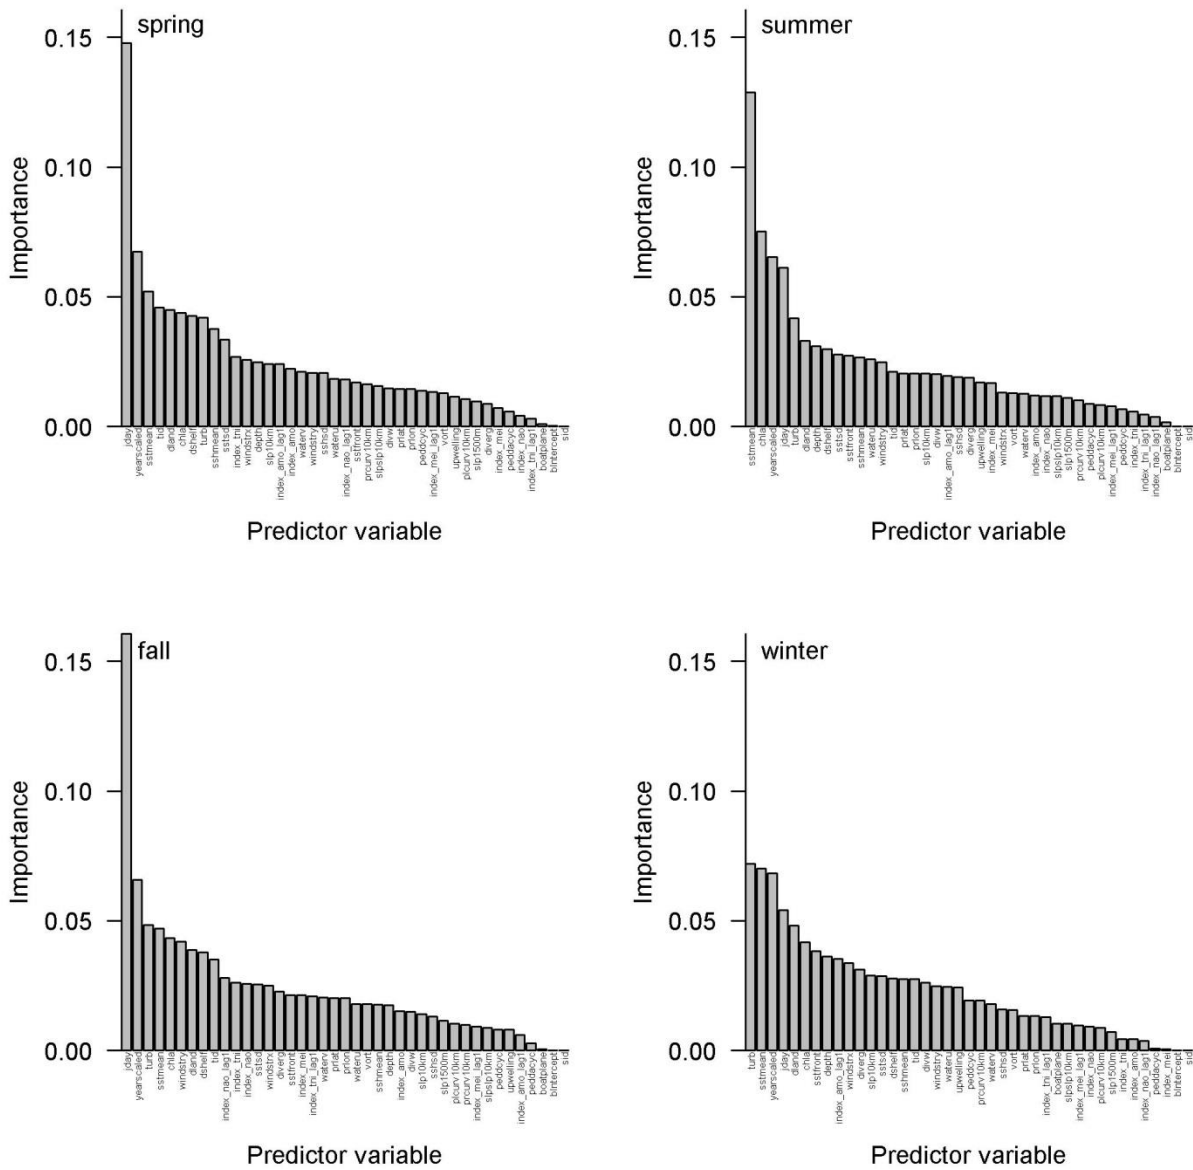 spring
Importance
0.15
0.10
0.05
0.00
jday
yearscaled
sstmean
tid
dland
chla
dshelf
turb
sshmean
sstsd
index_tni
windstrx
depth
slp10km
index_amo_lag1
index_amo
waterv
windstry
sshsd
wateru
index_nao_lag1
sstfront
prcurv10km
slpslp10km
divw
prlat
prlon
peddcyc
index_mei_lag1
vort
upwelling
plcurv10km
slp1500m
diverg
index_mei
peddacyc
index_nao
index_tni_lag1
boatplane
bIntercept
sid
Predictor variable
summer
Importance
0.15
0.10
0.05
0.00
sstmean
chla
yearscaled
jday
turb
dland
depth
dshelf
sstsd
sstfront
sshmean
wateru
windstry
tid
prlat
prlon
slp10km
divw
index_amo_lag1
sshsd
diverg
upwelling
index_mei
windstrx
vort
waterv
index_amo
index_nao
slpslp10km
slp1500m
prcurv10km
peddacyc
plcurv10km
index_mei_lag1
peddcyc
index_tni
index_tni_lag1
index_nao_lag1
boatplane
bIntercept
sid
Predictor variable
fall
Importance
0.15
0.10
0.05
0.00
jday
yearscaled
turb
sstmean
chla
windstry
dland
dshelf
tid
index_nao_lag1
index_tni
index_nao
sstsd
windstrx
diverg
sstfront
index_mei
index_tni_lag1
waterv
prlat
prlon
wateru
vort
sshmean
depth
index_amo
divw
slp10km
sshsd
slp1500m
plcurv10km
prcurv10km
index_mei_lag1
slpslp10km
peddcyc
upwelling
index_amo_lag1
peddacyc
boatplane
bIntercept
sid
Predictor variable
winter
Importance
0.15
0.10
0.05
0.00
turb
sstmean
yearscaled
jday
dland
chla
sstfront
depth
index_amo_lag1
windstrx
diverg
slp10km
sstsd
dshelf
sshmean
tid
divw
windstry
wateru
upwelling
peddcyc
prcurv10km
waterv
sshsd
vort
prlat
prlon
index_tni_lag1
boatplane
slpslp10km
index_mei_lag1
index_nao
plcurv10km
slp1500m
index_tni
index_amo
index_nao_lag1
peddacyc
index_mei
bIntercept
sid
Predictor variable